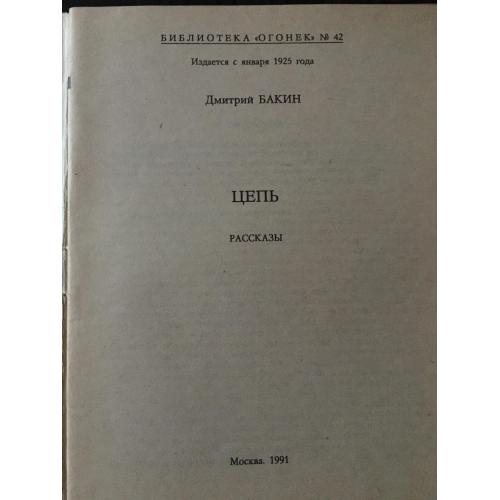 БИБЛИОТЕКА «ОГОНЕК» № 42
Издается с января 1925 года
Дмитрий БАКИН
ЦЕПЬ
РАССКАЗЫ
Москва. 1991